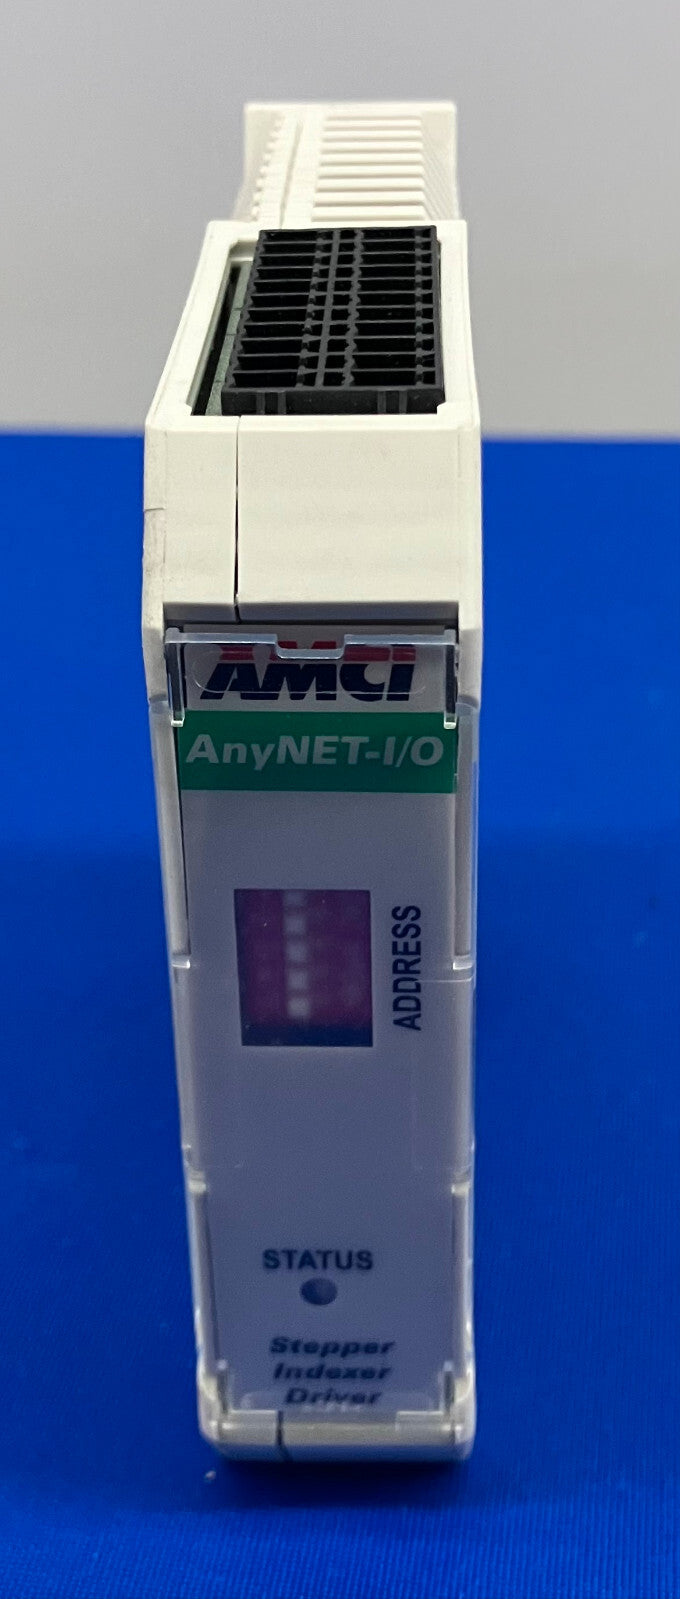 AMCI
AnyNET-I/O
ADDRESS
STATUS
Stepper
Indexer
Driver